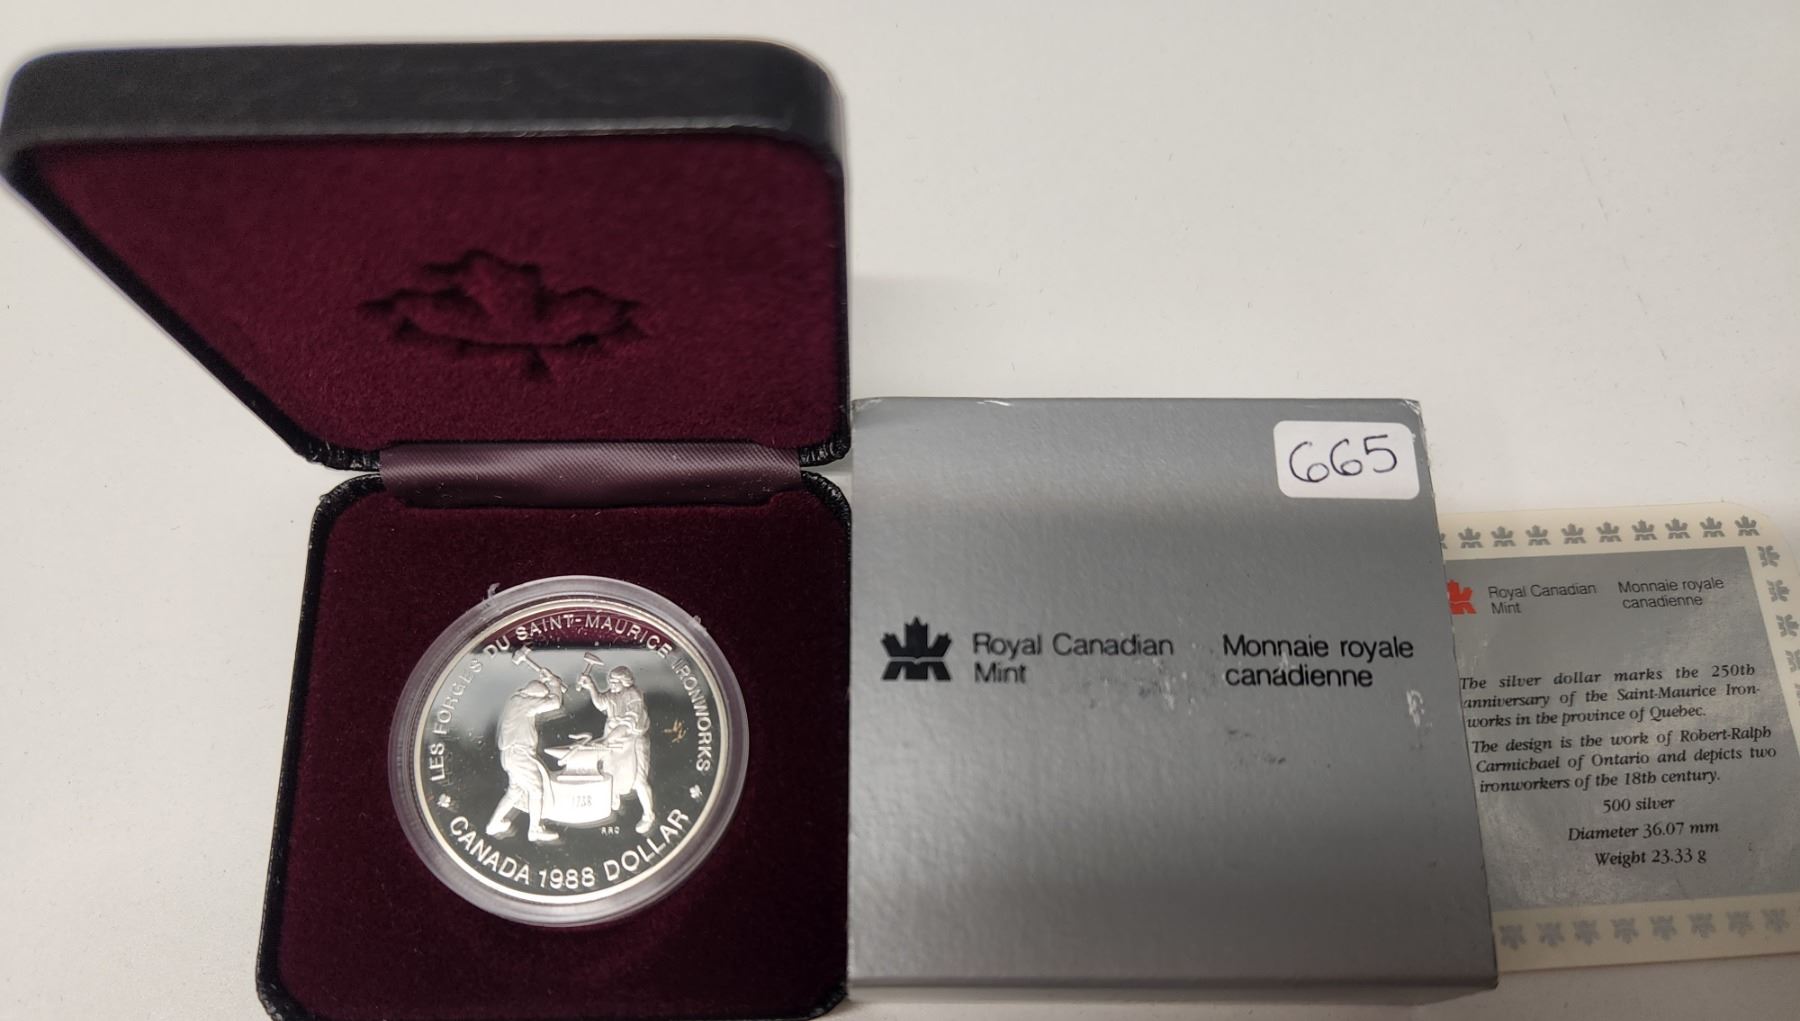 LES FORGES DU SAINT-MAURICE IRONWORKS
1738
RRC
CANADA 1988 DOLLAR
665
Royal Canadian
Mint
Monnaie royale
canadienne
Royal Canadian
Mint
Monnaie royale
canadienne
The silver dollar marks the 250th
anniversary of the Saint-Maurice Iron-
works in the province of Quebec.
The design is the work of Robert-Ralph
Carmichael of Ontario and depicts two
ironworkers of the 18th century.
500 silver
Diameter 36.07 mm
Weight 23.33 g